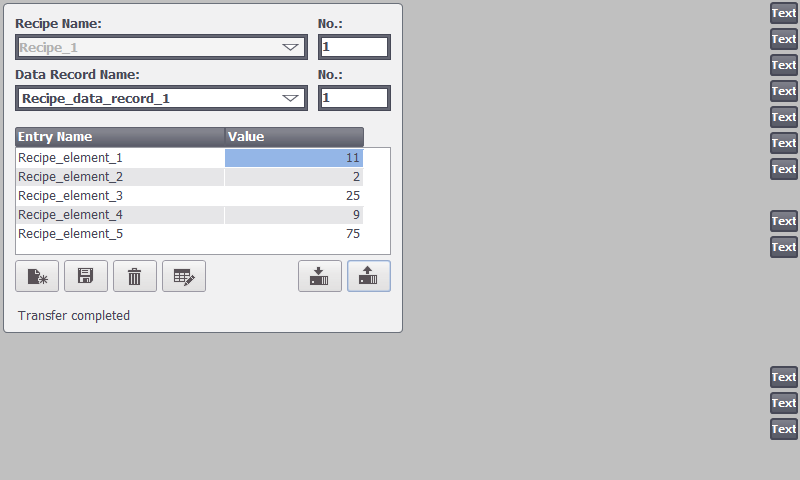 Recipe Name: No.:
Recipe_1 1
Data Record Name: No.:
Recipe_data_record_1 1
Entry Name Value
Recipe_element_1 11
Recipe_element_2 2
Recipe_element_3 25
Recipe_element_4 9
Recipe_element_5 75
Transfer completed
Text
Text
Text
Text
Text
Text
Text
Text
Text
Text
Text
Text